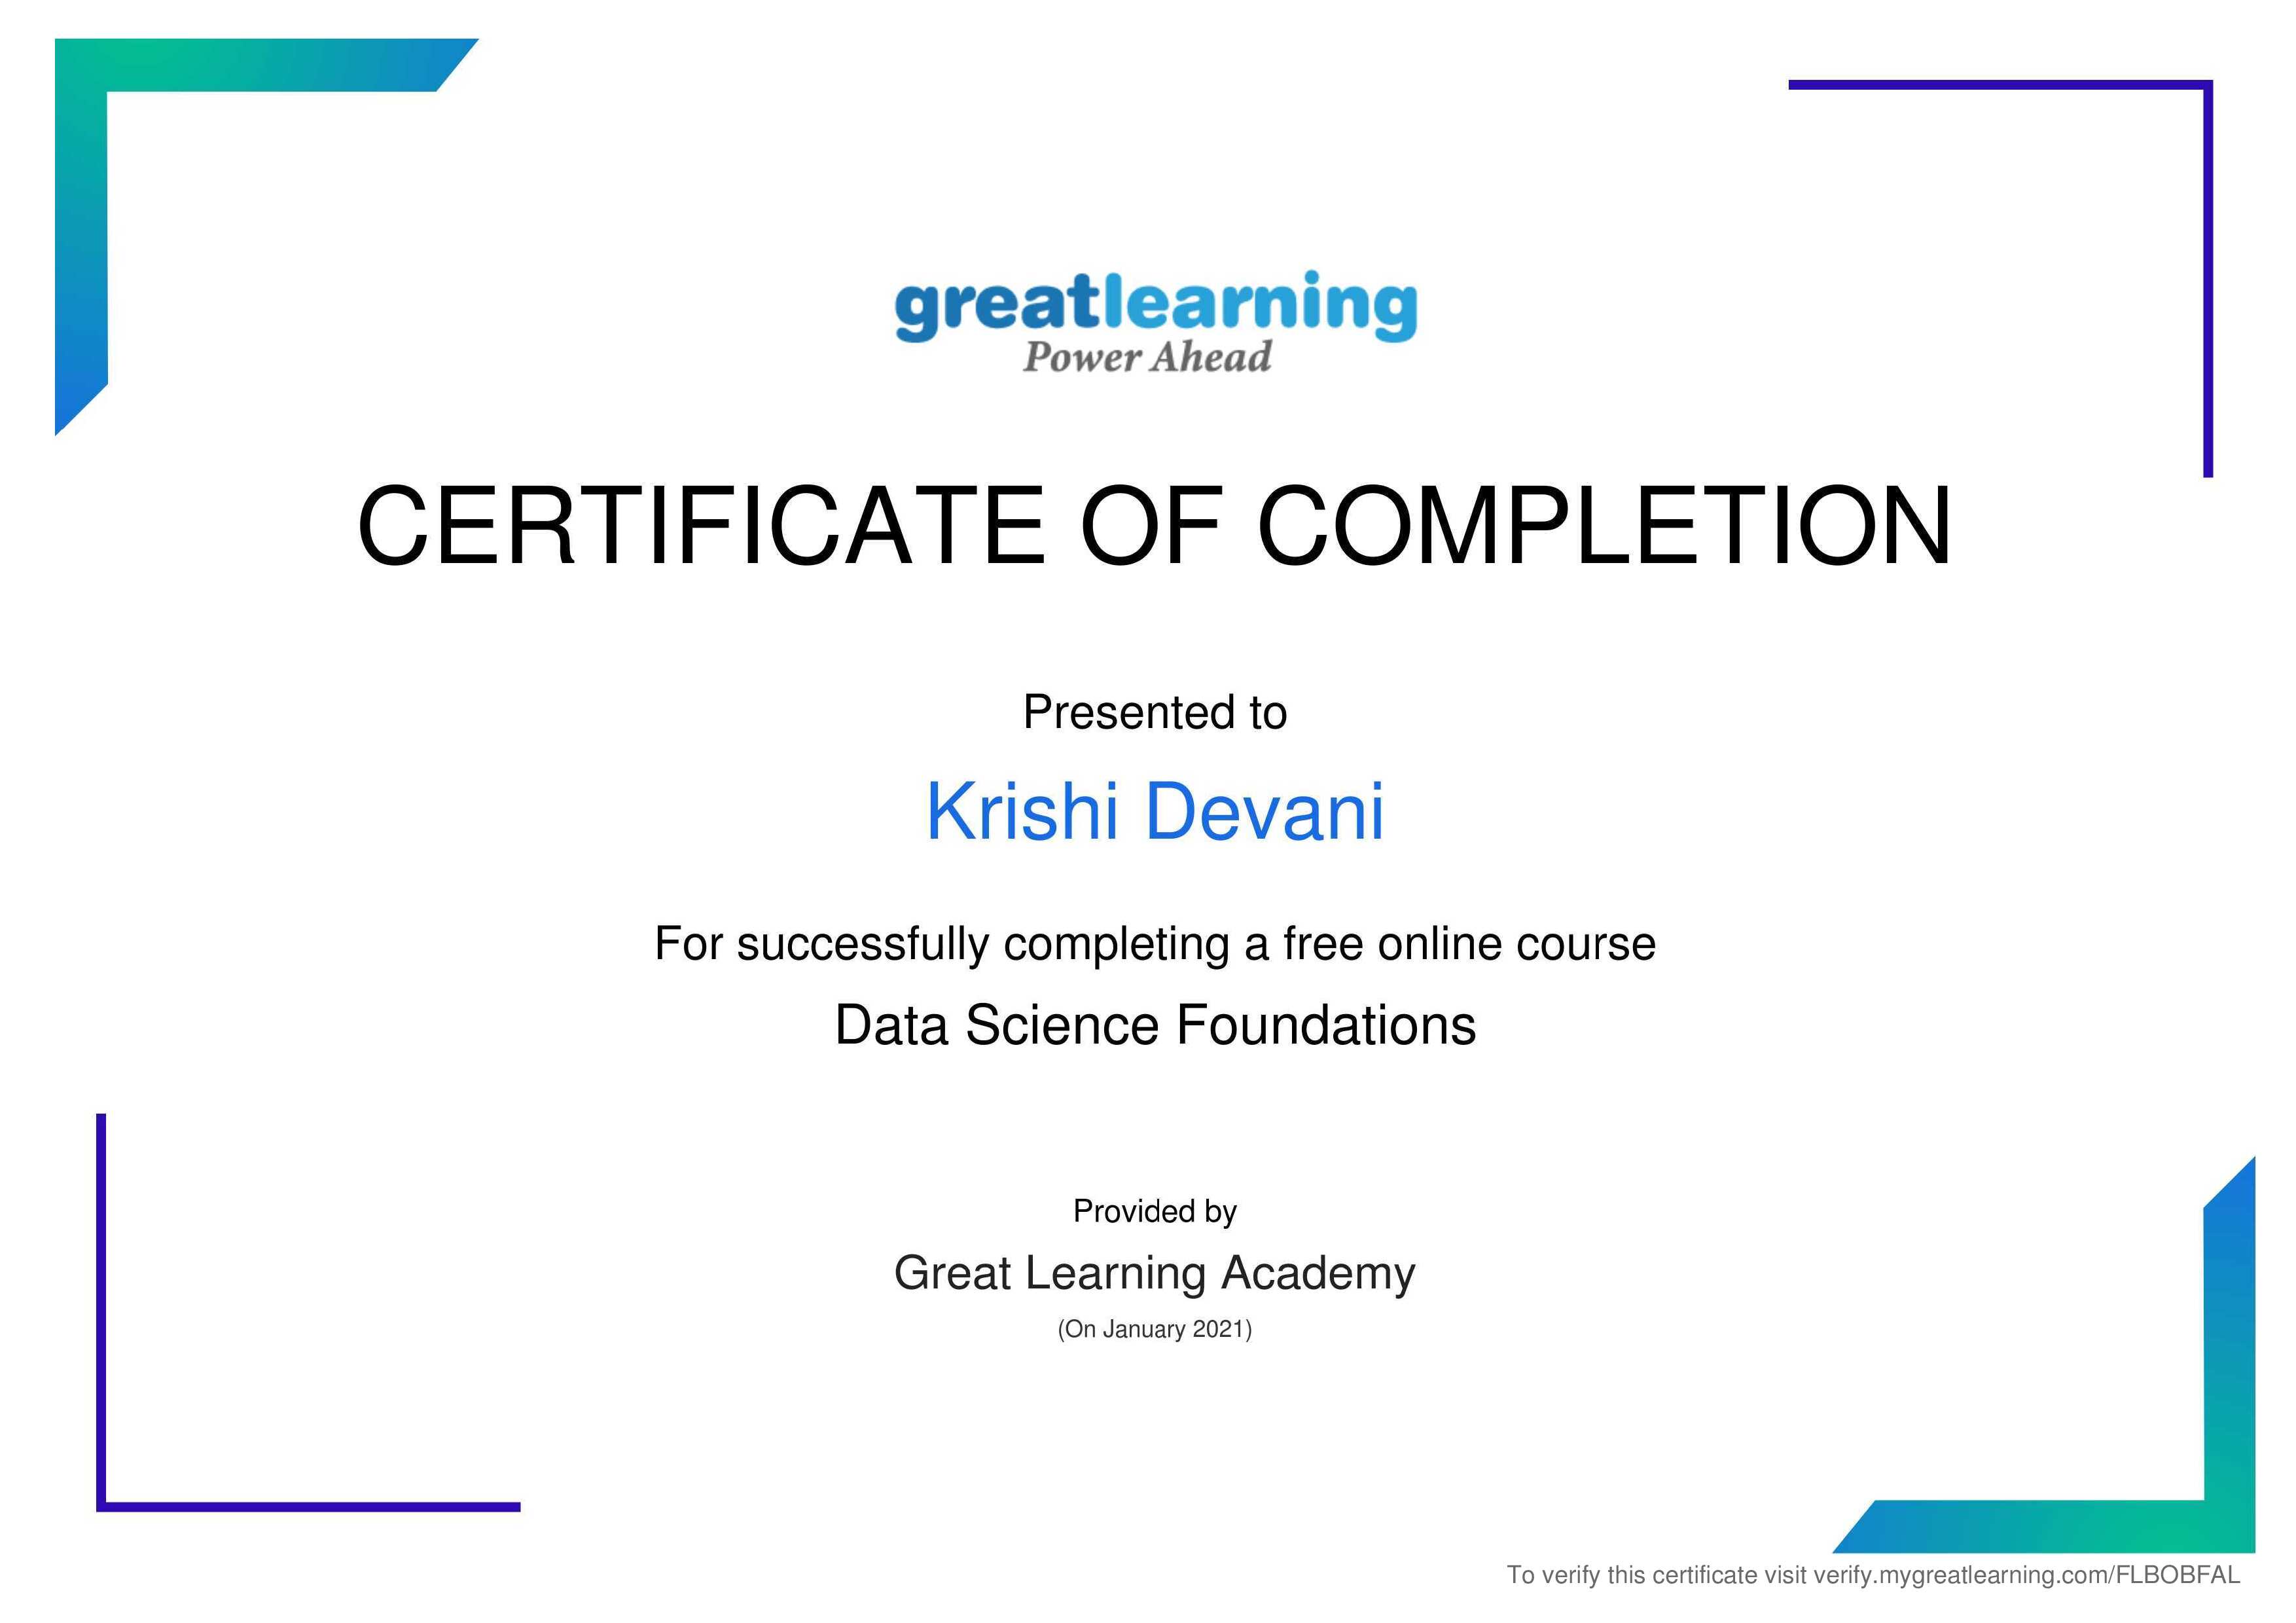 greatlearning
Power Ahead
CERTIFICATE OF COMPLETION
Presented to
Krishi Devani
For successfully completing a free online course
Data Science Foundations
Provided by
Great Learning Academy
(On January 2021)
To verify this certificate visit verify.mygreatlearning.com/FLBOBFAL